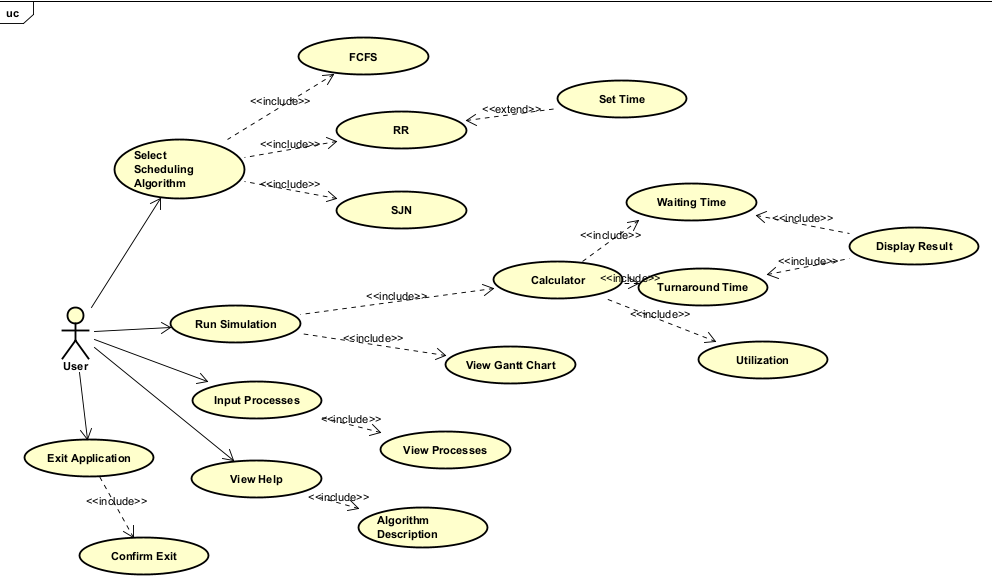 uc
FCFS
<<include>>
Set Time
<<extend>>
RR
<<include>>
Select
Scheduling
Algorithm
<<include>>
SJN
Waiting Time
<<include>>
<<include>>
Display Result
<<include>>
Calculator
<<include>>
Turnaround Time
<<include>>
<<include>>
Run Simulation
<<include>>
Utilization
User
View Gantt Chart
Input Processes
<<include>>
View Processes
Exit Application
View Help
<<include>>
<<include>>
Algorithm
Description
Confirm Exit